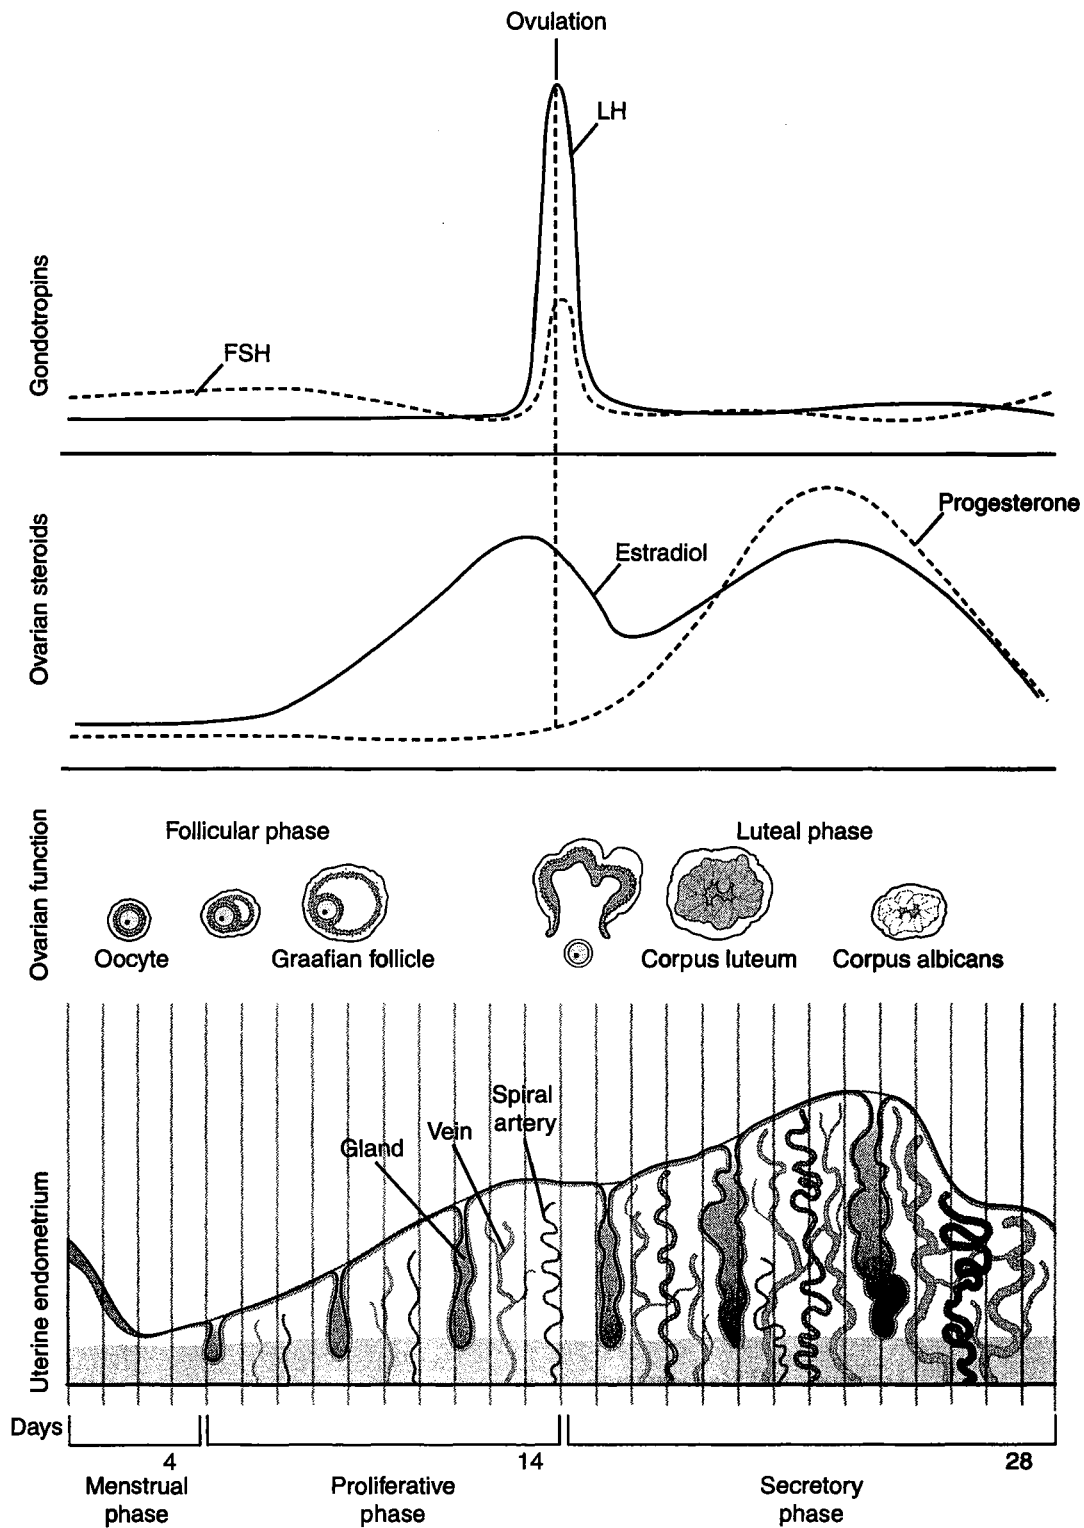 Ovulation
LH
FSH
Gondotropins
Progesterone
Estradiol
Ovarian steroids
Follicular phase
Luteal phase
Ovarian function
Oocyte
Graafian follicle
Corpus luteum
Corpus albicans
Spiral
artery
Vein
Gland
Uterine endometrium
Days
4
14
28
Menstrual
phase
Proliferative
phase
Secretory
phase